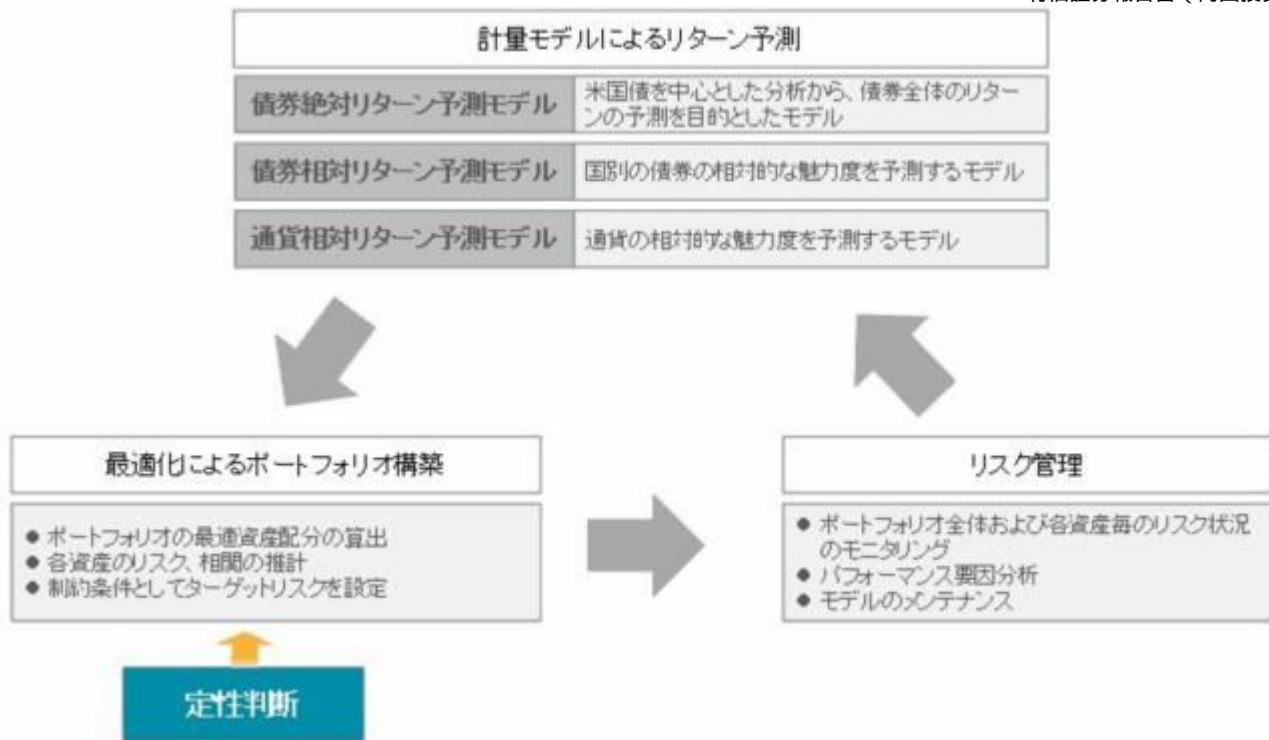 計量モデルによるリターン予測
債券絶対リターン予測モデル
米国債を中心とした分析から、債券全体のリター
ンの予測を目的としたモデル
債券相対リターン予測モデル
国別の債券の相対的な魅力度を予測するモデル
通貨相対リターン予測モデル
通貨の相対的な魅力度を予測するモデル
最適化によるポートフォリオ構築
● ポートフォリオの最適資産配分の算出
● 各資産のリスク、相関の推計
● 制約条件としてターゲットリスクを設定
定性判断
リスク管理
● ポートフォリオ全体および各資産毎のリスク状況
のモニタリング
● パフォーマンス要因分析
● モデルのメンテナンス